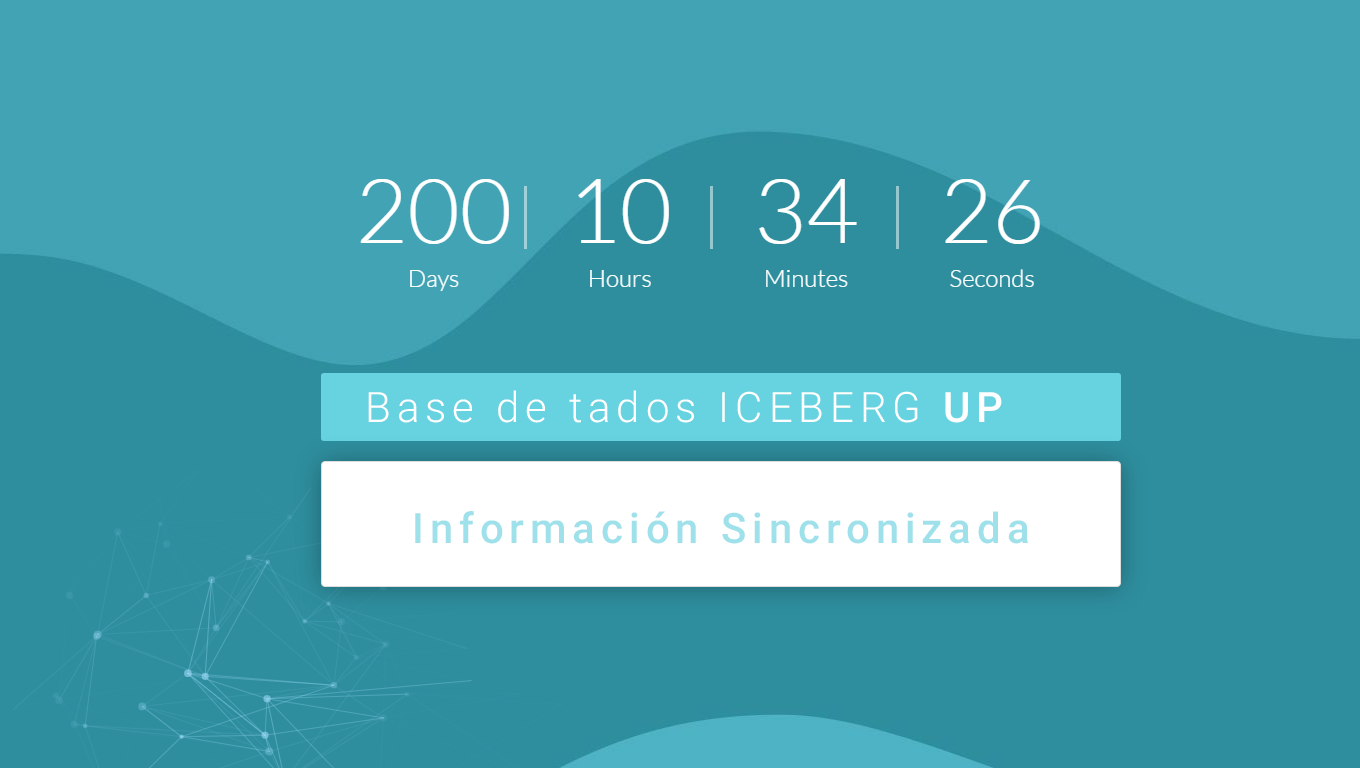 200 10 34 26
Days Hours Minutes Seconds
Base de tados ICEBERG UP
Información Sincronizada